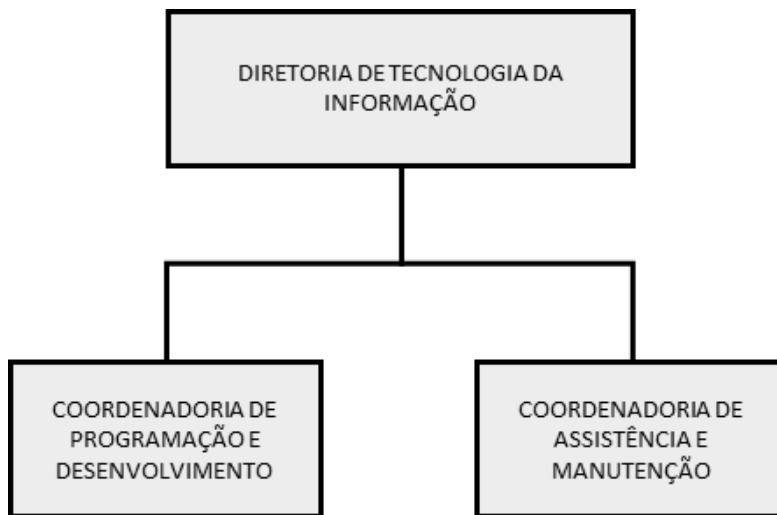 DIRETORIA DE TECNOLOGIA DA
INFORMAÇÃO
COORDENADORIA DE
PROGRAMAÇÃO E
DESENVOLVIMENTO
COORDENADORIA DE
ASSISTÊNCIA E
MANUTENÇÃO